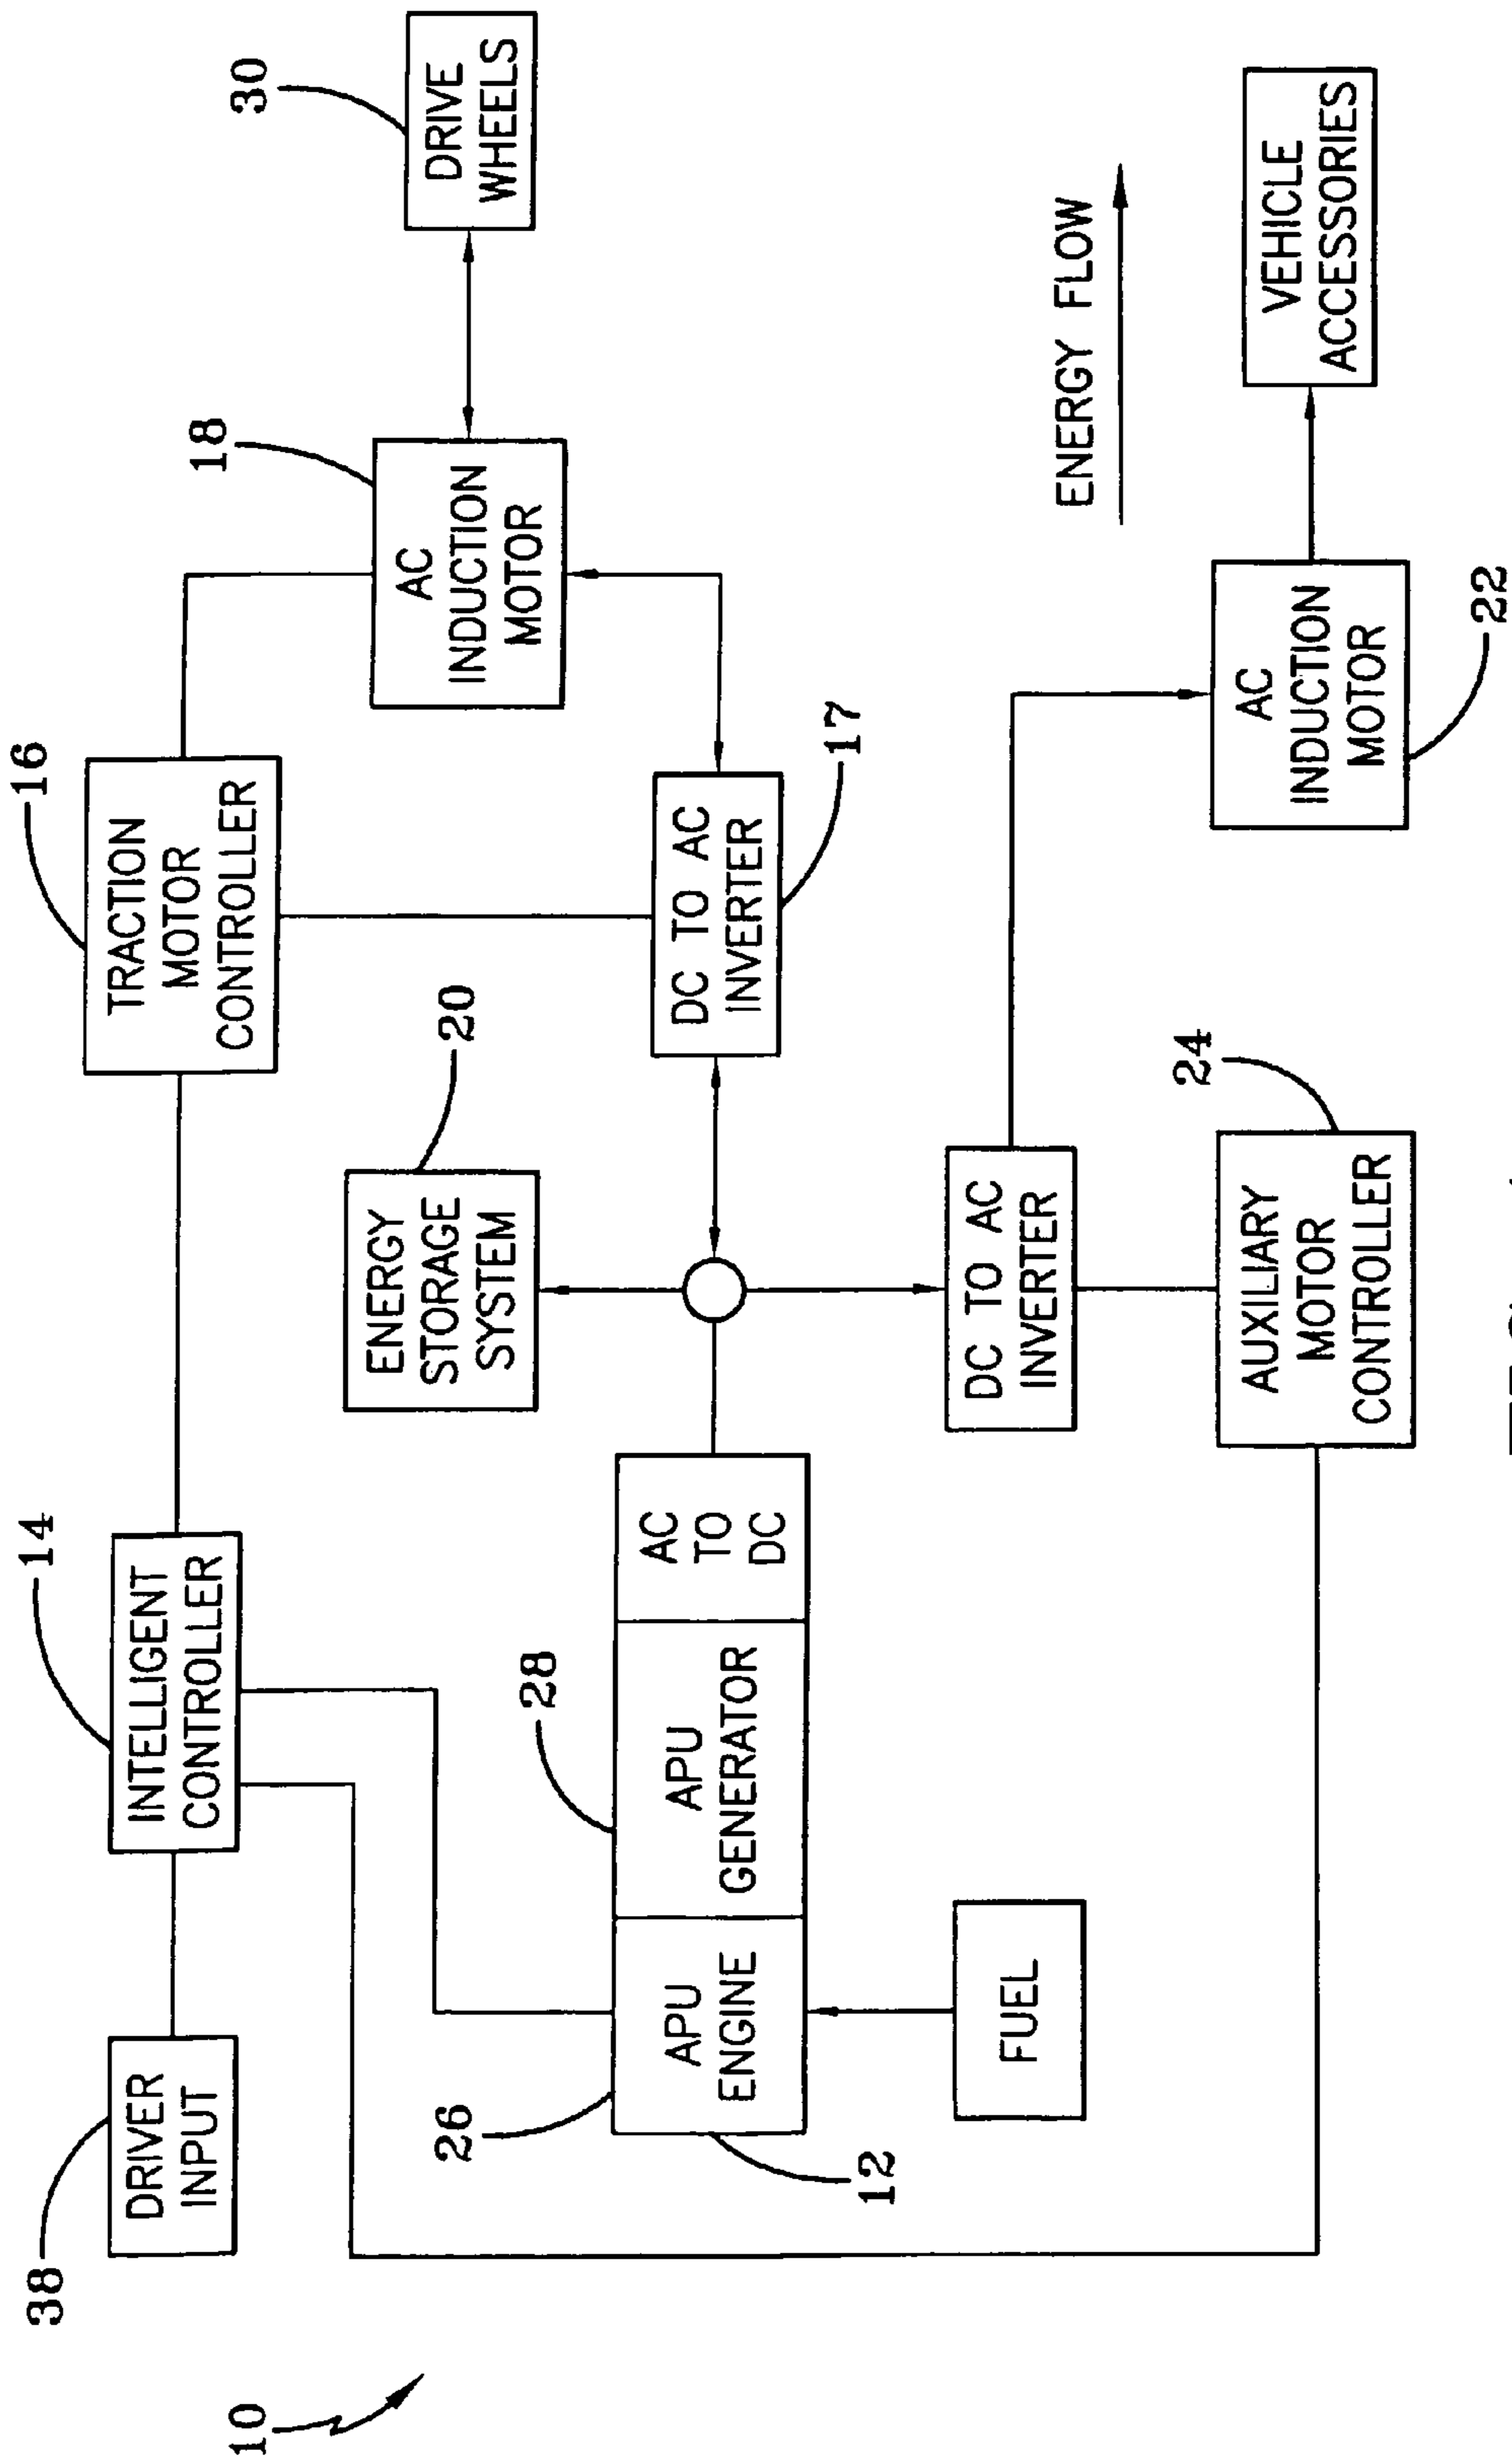 10
38
DRIVER
INPUT
14
INTELLIGENT
CONTROLLER
16
TRACTION
MOTOR
CONTROLLER
18
AC
INDUCTION
MOTOR
30
DRIVE
WHEELS
20
ENERGY
STORAGE
SYSTEM
26
12
APU
ENGINE
28
APU
GENERATOR
AC
TO
DC
DC TO AC
INVERTER
17
FUEL
DC TO AC
INVERTER
24
AUXILIARY
MOTOR
CONTROLLER
AC
INDUCTION
MOTOR
22
ENERGY FLOW
VEHICLE
ACCESSORIES